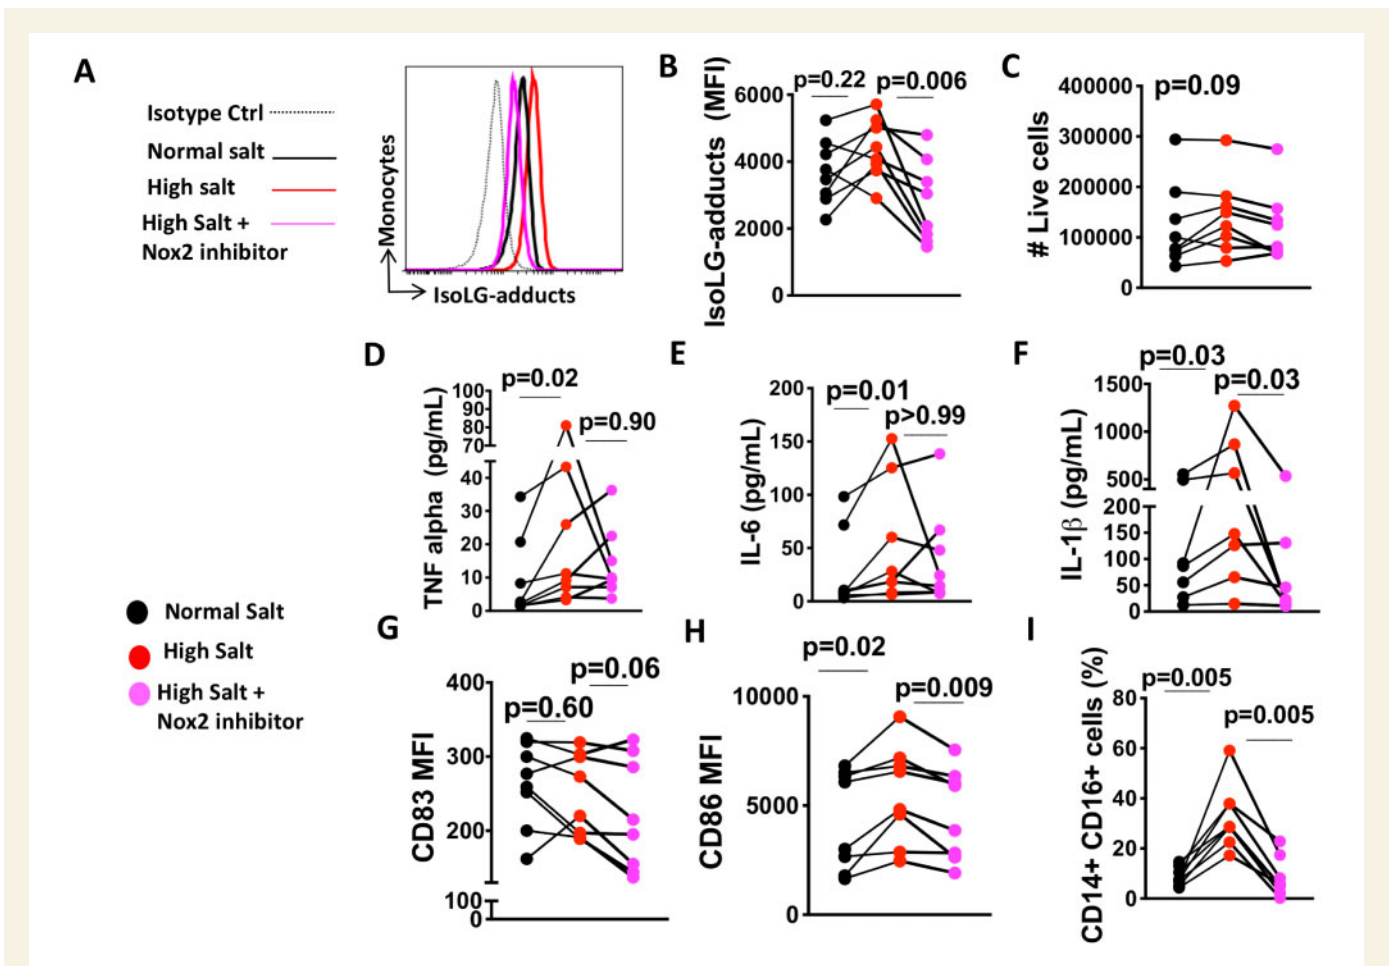 A
Isotype Ctrl
Normal salt
High salt
High Salt +
Nox2 inhibitor
Monocytes
IsoLG-adducts
B
p=0.22
p=0.006
IsoLG-adducts (MFI)
6000
4000
2000
0
C
p=0.09
# Live cells
400000
300000
200000
100000
0
D
p=0.02
p=0.90
TNF alpha (pg/mL)
100
90
80
70
40
30
20
10
0
E
p=0.01
p>0.99
IL-6 (pg/mL)
200
150
100
50
0
F
p=0.03
p=0.03
IL-1β (pg/mL)
1500
1000
500
200
150
100
50
0
Normal Salt
High Salt
High Salt +
Nox2 inhibitor
G
p=0.06
p=0.60
CD83 MFI
400
300
200
100
0
H
p=0.02
p=0.009
CD86 MFI
10000
5000
0
I
p=0.005
p=0.005
CD14+ CD16+ cells (%)
80
60
40
20
0